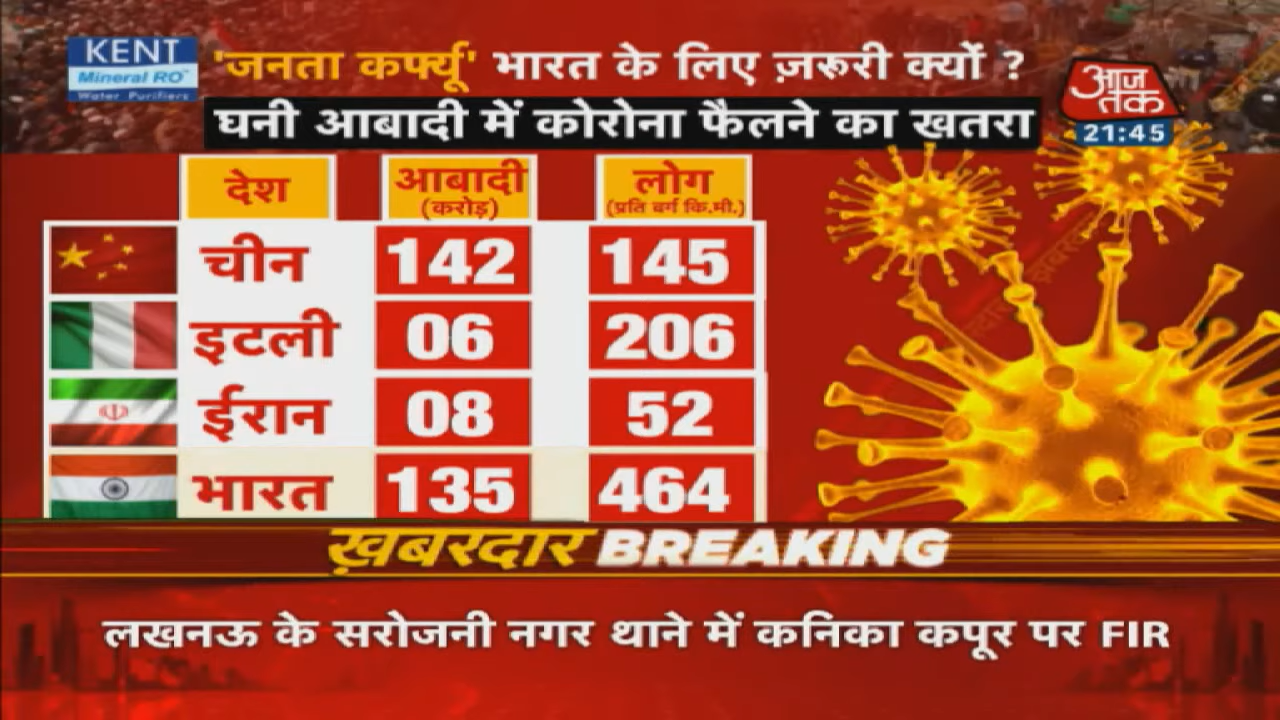 KENT
Mineral RO™
Water Purifiers
'जनता कर्फ्यू' भारत के लिए ज़रूरी क्यों ?
घनी आबादी में कोरोना फैलने का खतरा
आज तक
21:45
देश आबादी (करोड़) लोग (प्रति वर्ग कि.मी.)
चीन 142 145
इटली 06 206
ईरान 08 52
भारत 135 464
ख़बरदार BREAKING
लखनऊ के सरोजनी नगर थाने में कनिका कपूर पर FIR